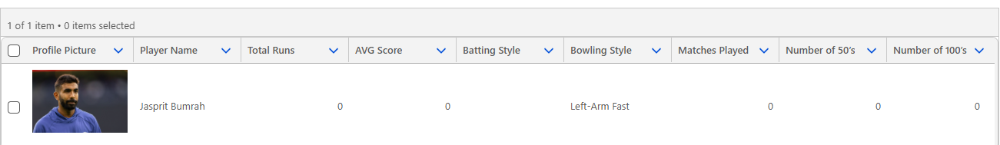 1 of 1 item • 0 items selected
Profile Picture Player Name Total Runs AVG Score Batting Style Bowling Style Matches Played Number of 50's Number of 100's
Jasprit Bumrah 0 0 Left-Arm Fast 0 0 0